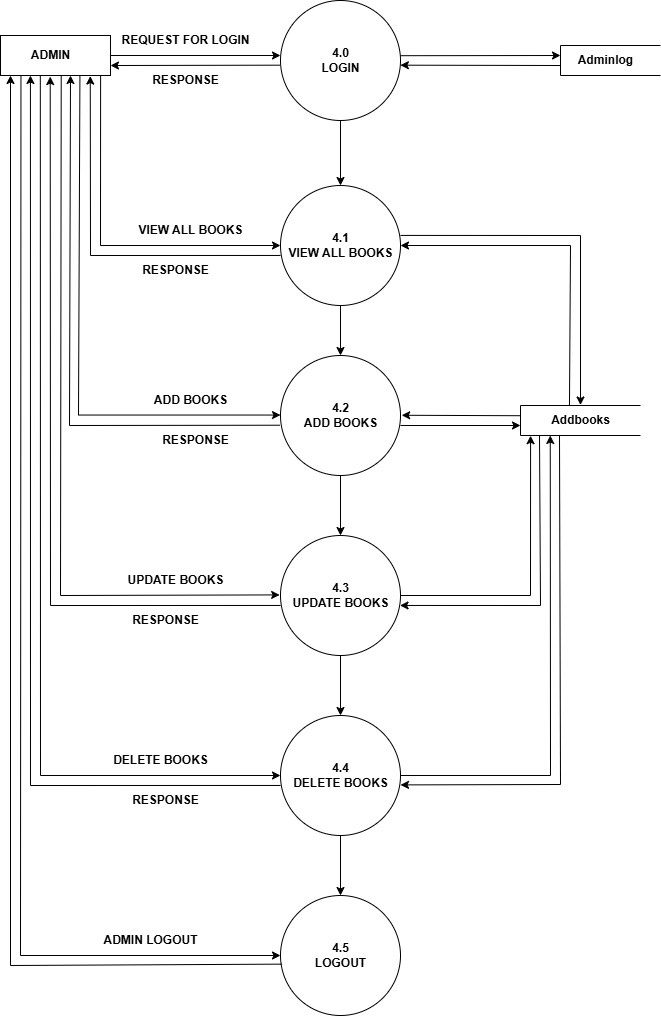 ADMIN
REQUEST FOR LOGIN
RESPONSE
4.0
LOGIN
Adminlog
VIEW ALL BOOKS
RESPONSE
4.1
VIEW ALL BOOKS
ADD BOOKS
RESPONSE
4.2
ADD BOOKS
Addbooks
UPDATE BOOKS
RESPONSE
4.3
UPDATE BOOKS
DELETE BOOKS
RESPONSE
4.4
DELETE BOOKS
ADMIN LOGOUT
4.5
LOGOUT